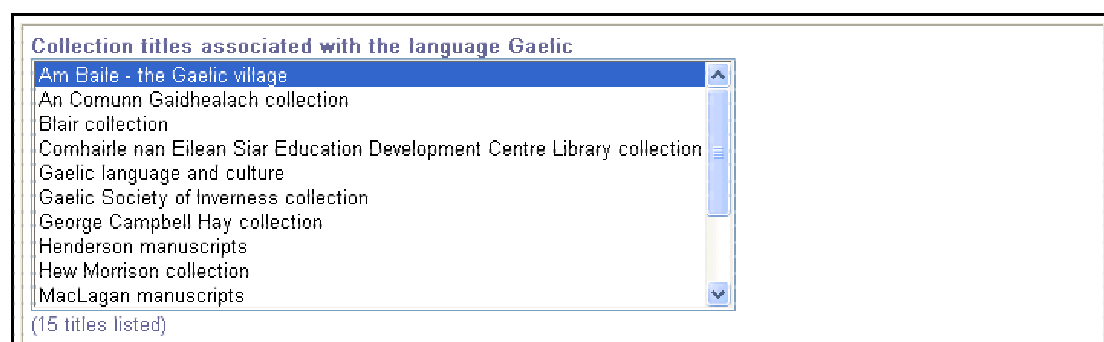 Collection titles associated with the language Gaelic
Am Baile - the Gaelic village
An Comunn Gaidhealach collection
Blair collection
Comhairle nan Eilean Siar Education Development Centre Library collection
Gaelic language and culture
Gaelic Society of Inverness collection
George Campbell Hay collection
Henderson manuscripts
Hew Morrison collection
MacLagan manuscripts
(15 titles listed)